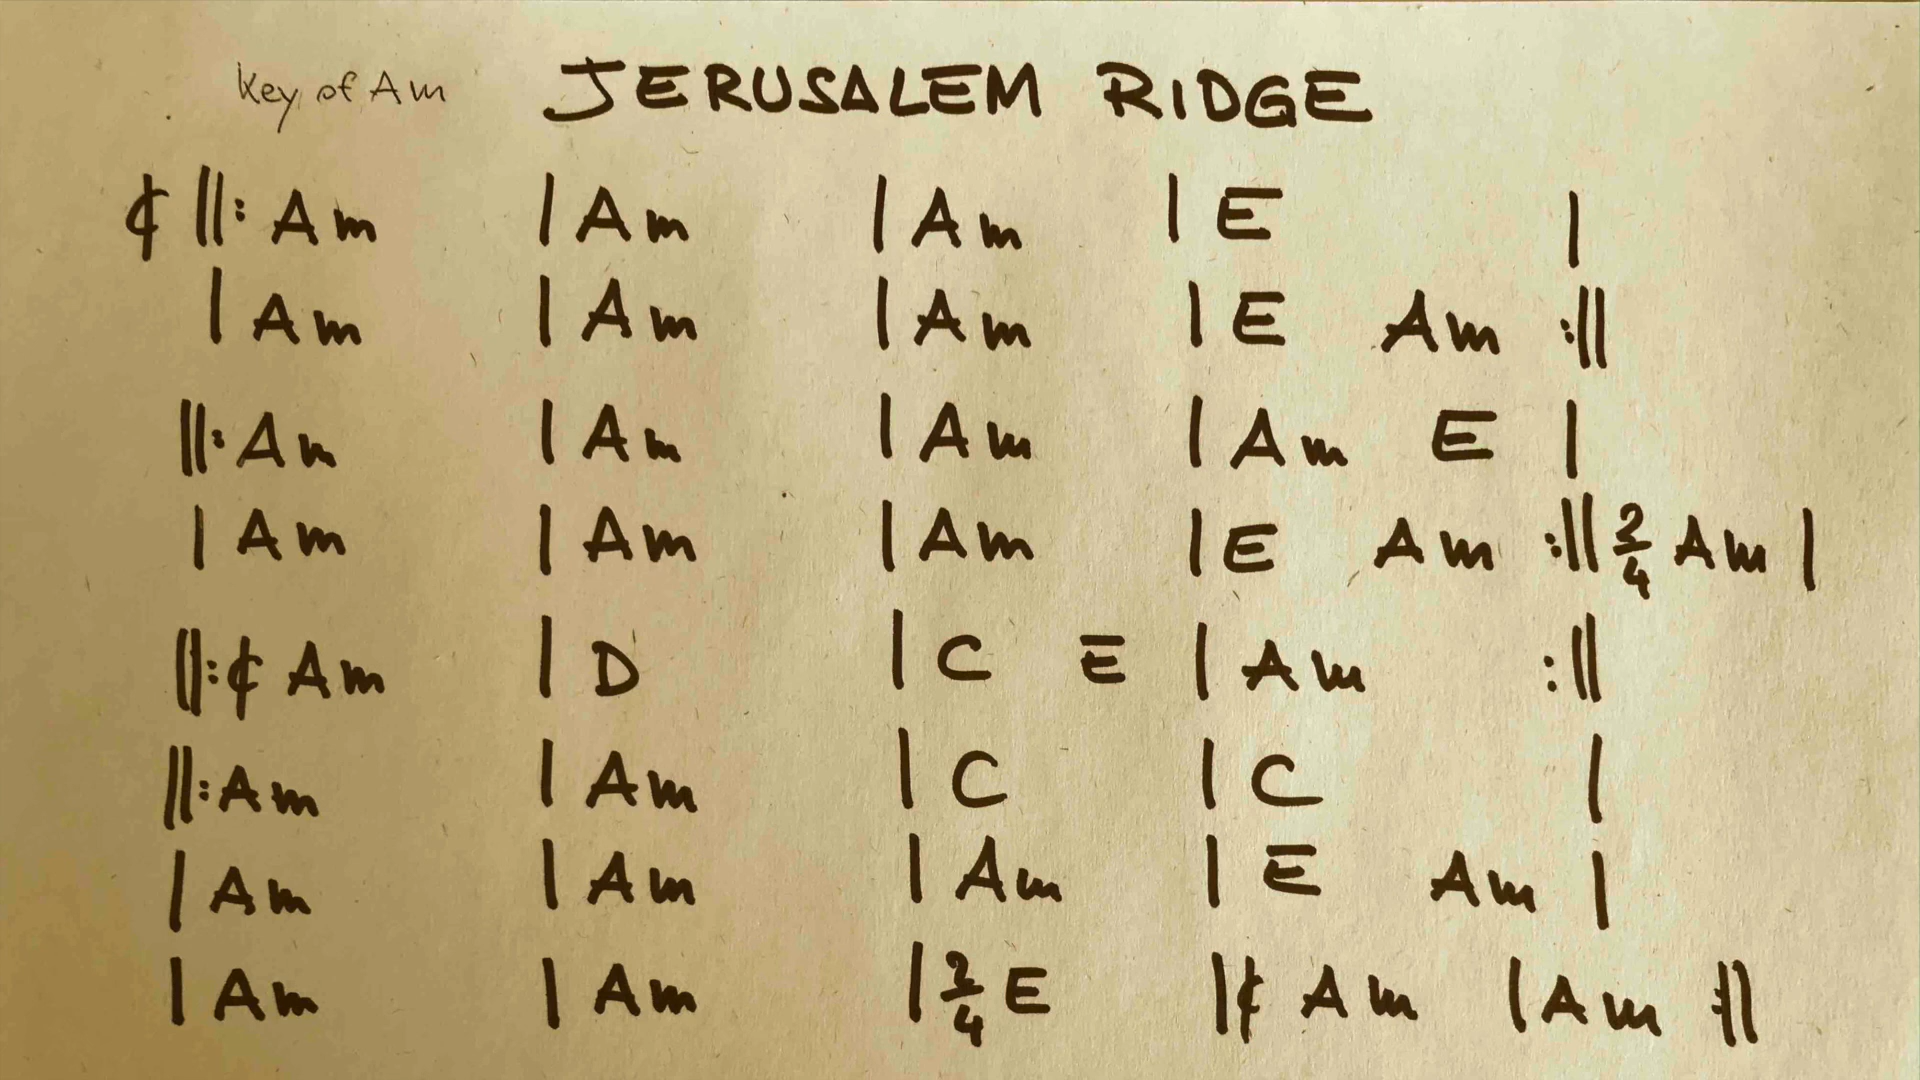 Key of Am JERUSALEM RIDGE
¢ ||: Am | Am | Am | E |
| Am | Am | Am | E Am :||
||: Am | Am | Am | Am E |
| Am | Am | Am | E Am :|| 2/4 Am |
||: ¢ Am | D | C E | Am :||
||: Am | Am | C | C |
| Am | Am | Am | E Am |
| Am | Am | 2/4 E | ¢ Am | Am :||